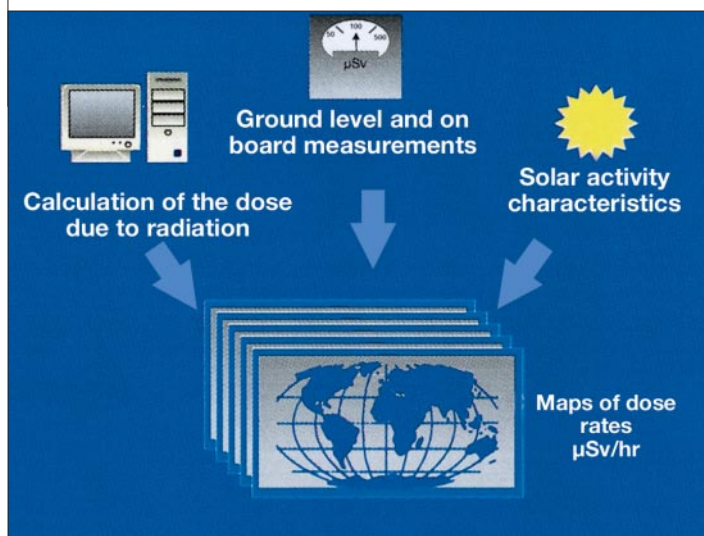 50 100 500
µSv
Ground level and on
board measurements
Calculation of the dose
due to radiation
Solar activity
characteristics
Maps of dose
rates
µSv/hr